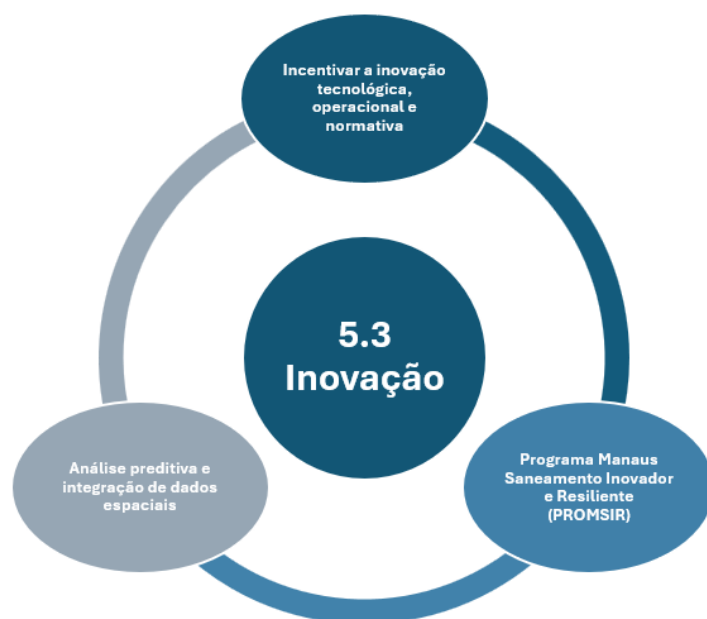 Incentivar a inovação
tecnológica,
operacional e
normativa
5.3
Inovação
Análise preditiva e
integração de dados
espaciais
Programa Manaus
Saneamento Inovador
e Resiliente
(PROMSIR)